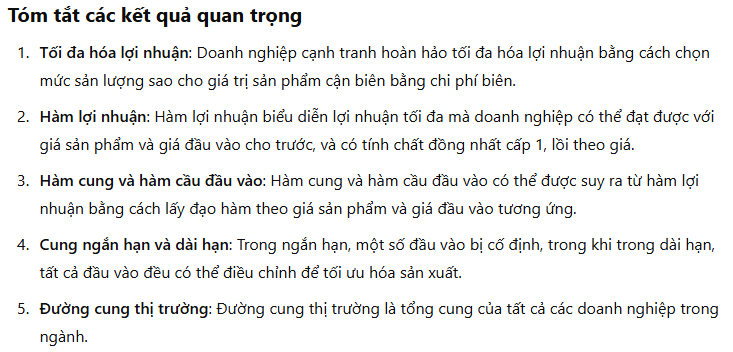 Tóm tắt các kết quả quan trọng
1. Tối đa hóa lợi nhuận: Doanh nghiệp cạnh tranh hoàn hảo tối đa hóa lợi nhuận bằng cách chọn
mức sản lượng sao cho giá trị sản phẩm cận biên bằng chi phí biên.
2. Hàm lợi nhuận: Hàm lợi nhuận biểu diễn lợi nhuận tối đa mà doanh nghiệp có thể đạt được với
giá sản phẩm và giá đầu vào cho trước, và có tính chất đồng nhất cấp 1, lồi theo giá.
3. Hàm cung và hàm cầu đầu vào: Hàm cung và hàm cầu đầu vào có thể được suy ra từ hàm lợi
nhuận bằng cách lấy đạo hàm theo giá sản phẩm và giá đầu vào tương ứng.
4. Cung ngắn hạn và dài hạn: Trong ngắn hạn, một số đầu vào bị cố định, trong khi trong dài hạn,
tất cả đầu vào đều có thể điều chỉnh để tối ưu hóa sản xuất.
5. Đường cung thị trường: Đường cung thị trường là tổng cung của tất cả các doanh nghiệp trong
ngành.